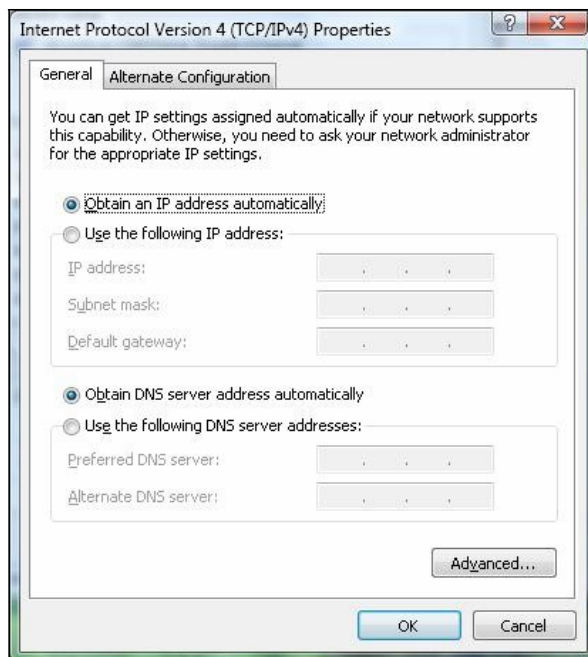 Internet Protocol Version 4 (TCP/IPv4) Properties
General
Alternate Configuration
You can get IP settings assigned automatically if your network supports
this capability. Otherwise, you need to ask your network administrator
for the appropriate IP settings.
Obtain an IP address automatically
Use the following IP address:
IP address:
Subnet mask:
Default gateway:
Obtain DNS server address automatically
Use the following DNS server addresses:
Preferred DNS server:
Alternate DNS server:
Advanced...
OK
Cancel